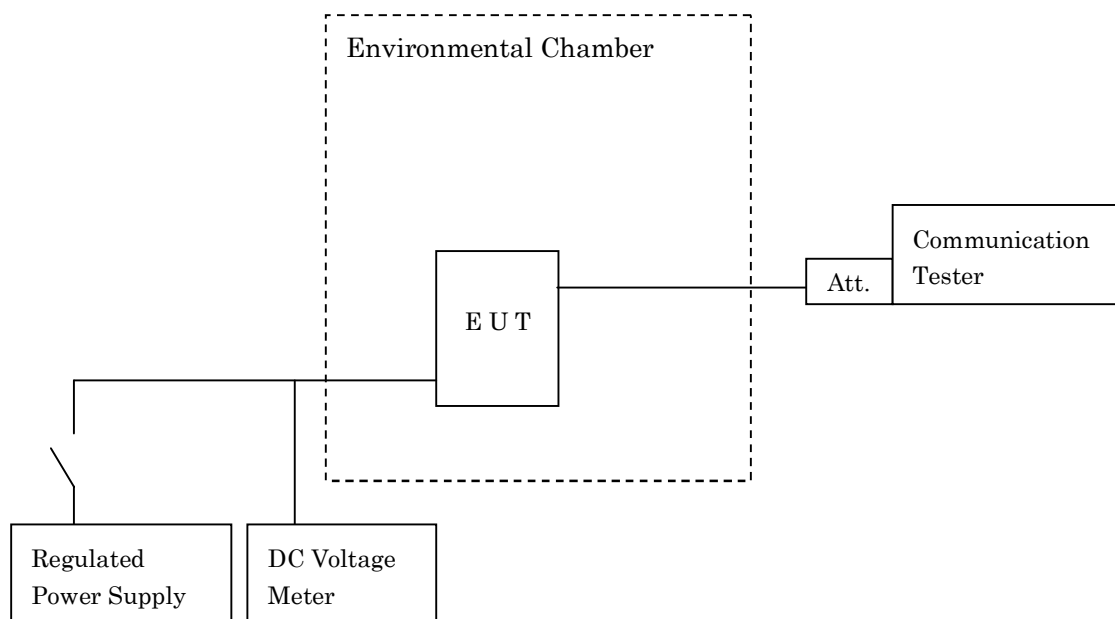 Environmental Chamber
Communication
Tester
Att.
E U T
Regulated
Power Supply
DC Voltage
Meter